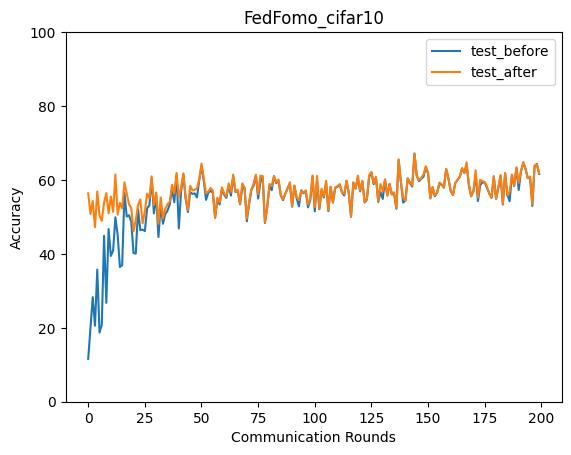 FedFomo_cifar10
test_before
test_after
Accuracy
100
80
60
40
20
0
0 25 50 75 100 125 150 175 200
Communication Rounds